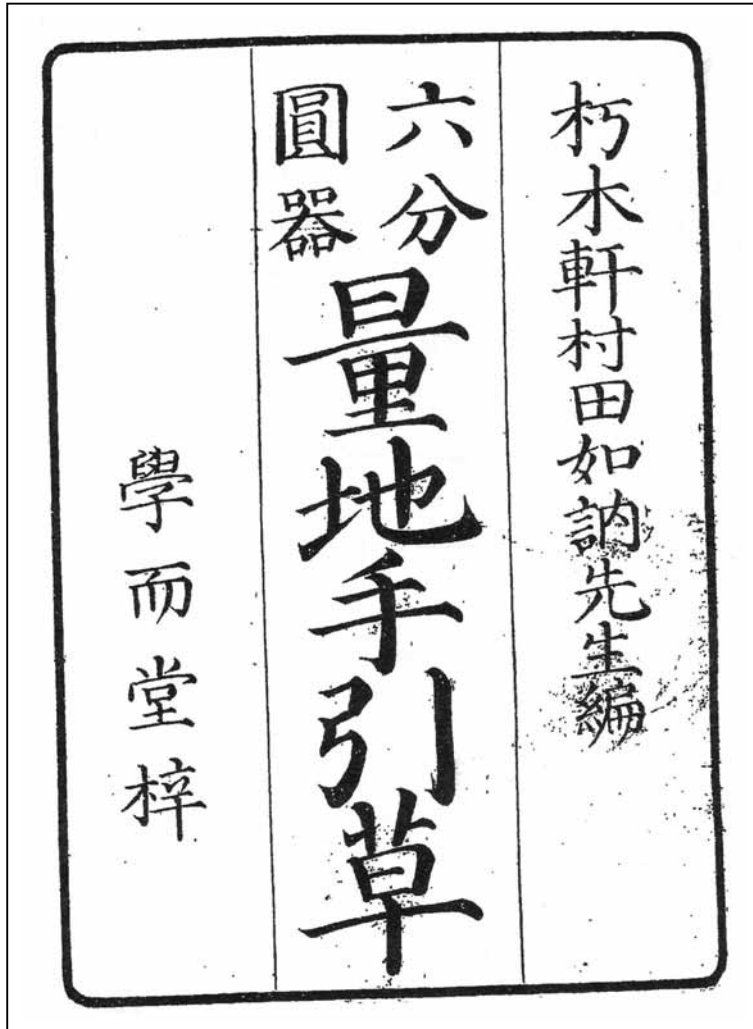 朽木軒村田如訥先生編
六分
圓器
量地手引草
學而堂梓